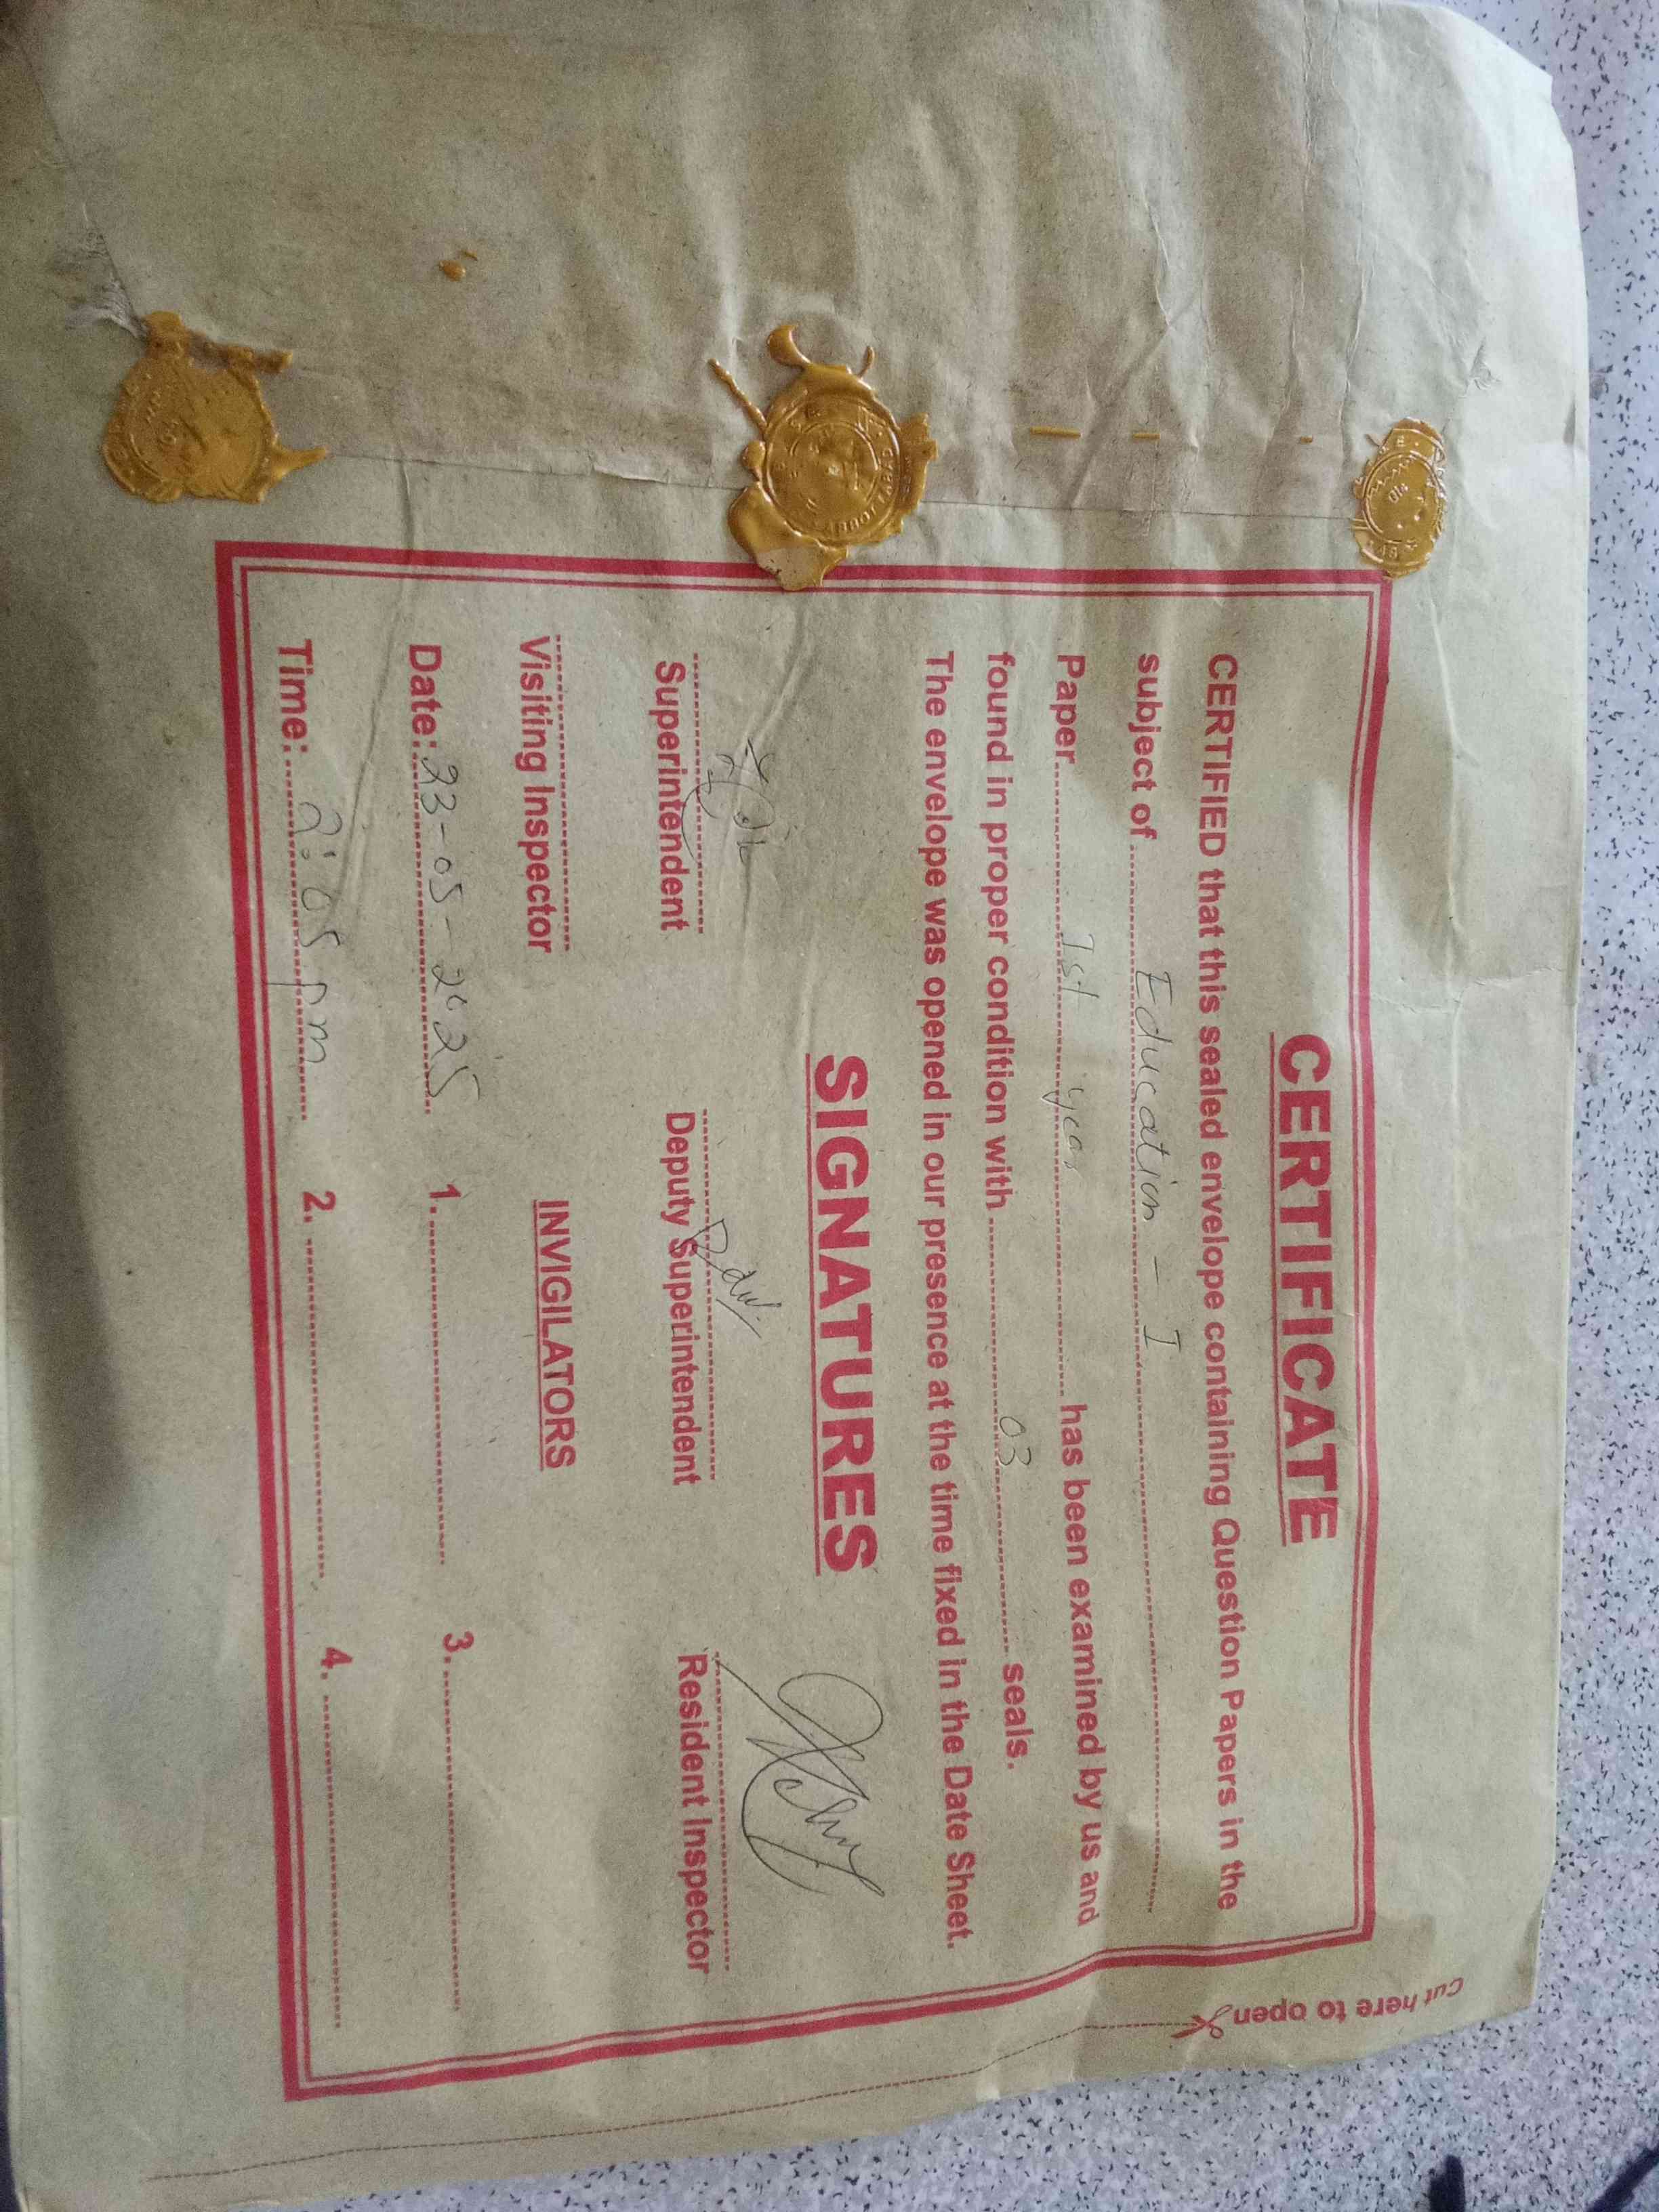 CERTIFICATE
CERTIFIED that this sealed envelope containing Question Papers in the
subject of Education - I
Paper 1st year has been examined by us and
found in proper condition with 03 seals.
The envelope was opened in our presence at the time fixed in the Date Sheet.
SIGNATURES
Superintendent Deputy Superintendent Resident Inspector
Visiting Inspector
INVIGILATORS
Date: 23-05-2025 1. 3.
Time: 2:05 pm 2. 4.
Cut here to open